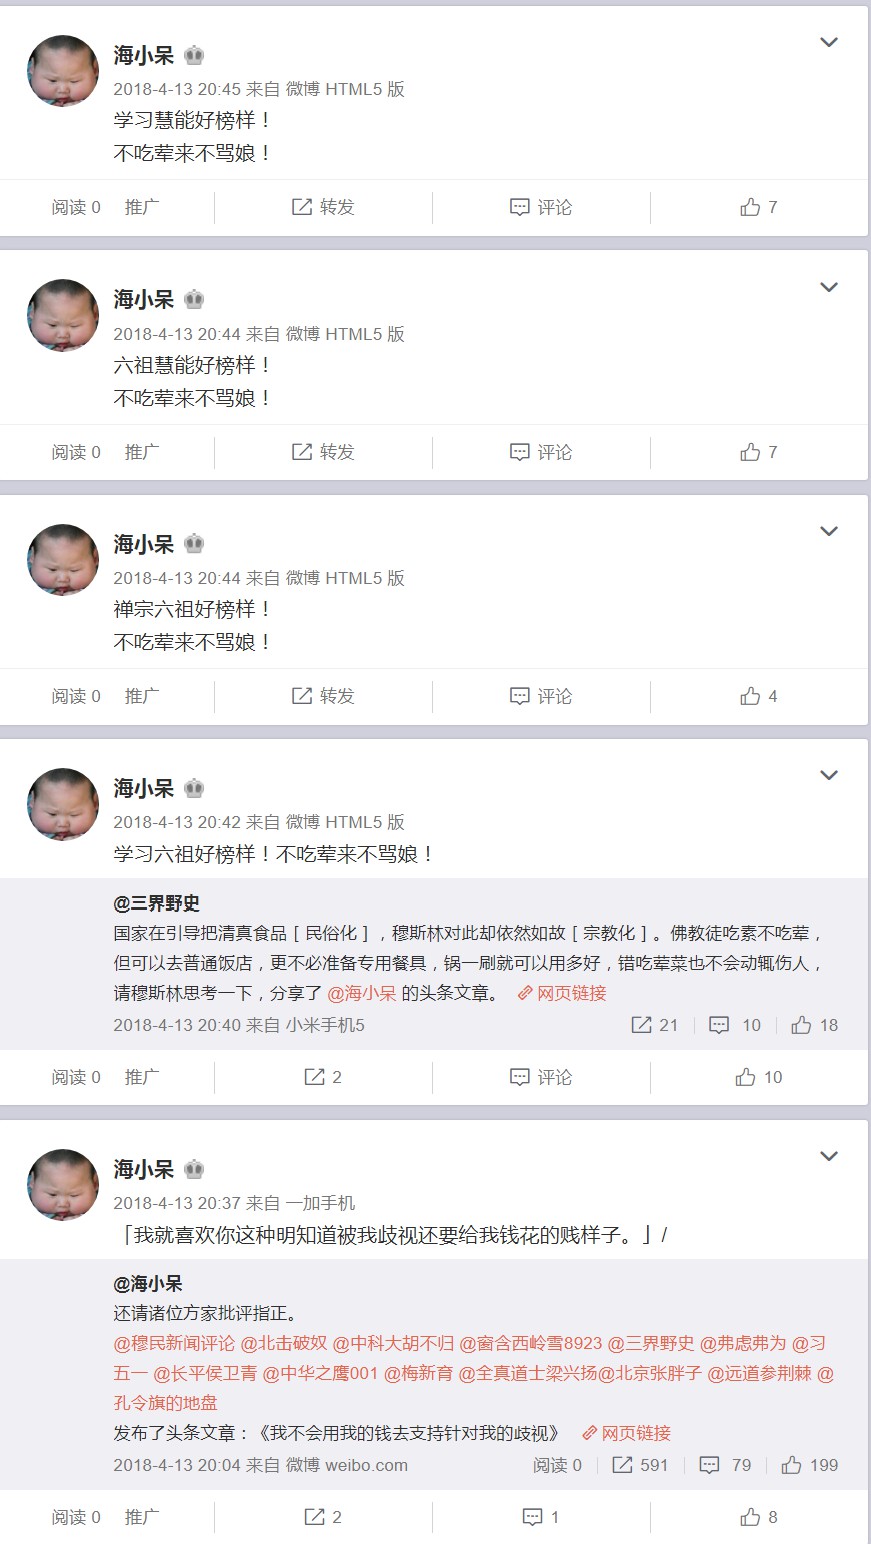 海小呆
2018-4-13 20:45 来自 微博 HTML5 版
学习慧能好榜样！
不吃荤来不骂娘！
阅读 0 推广 转发 评论 7
海小呆
2018-4-13 20:44 来自 微博 HTML5 版
六祖慧能好榜样！
不吃荤来不骂娘！
阅读 0 推广 转发 评论 7
海小呆
2018-4-13 20:44 来自 微博 HTML5 版
禅宗六祖好榜样！
不吃荤来不骂娘！
阅读 0 推广 转发 评论 4
海小呆
2018-4-13 20:42 来自 微博 HTML5 版
学习六祖好榜样！不吃荤来不骂娘！
@三界野史
国家在引导把清真食品［民俗化］，穆斯林对此却依然如故［宗教化］。佛教徒吃素不吃荤，
但可以去普通饭店，更不必准备专用餐具，锅一刷就可以用多好，错吃荤菜也不会动辄伤人，
请穆斯林思考一下，分享了 @海小呆 的头条文章。 网页链接
2018-4-13 20:40 来自 小米手机5 21 10 18
阅读 0 推广 2 评论 10
海小呆
2018-4-13 20:37 来自 一加手机
「我就喜欢你这种明知道被我歧视还要给我钱花的贱样子。」/
@海小呆
还请诸位方家批评指正。
@穆民新闻评论 @北击破奴 @中科大胡不归 @窗含西岭雪8923 @三界野史 @弗虑弗为 @习
五一 @长平侯卫青 @中华之鹰001 @梅新育 @全真道士梁兴扬@北京张胖子 @远道参荆棘 @
孔令旗的地盘
发布了头条文章：《我不会用我的钱去支持针对我的歧视》 网页链接
2018-4-13 20:04 来自 微博 weibo.com 阅读 0 591 79 199
阅读 0 推广 2 1 8